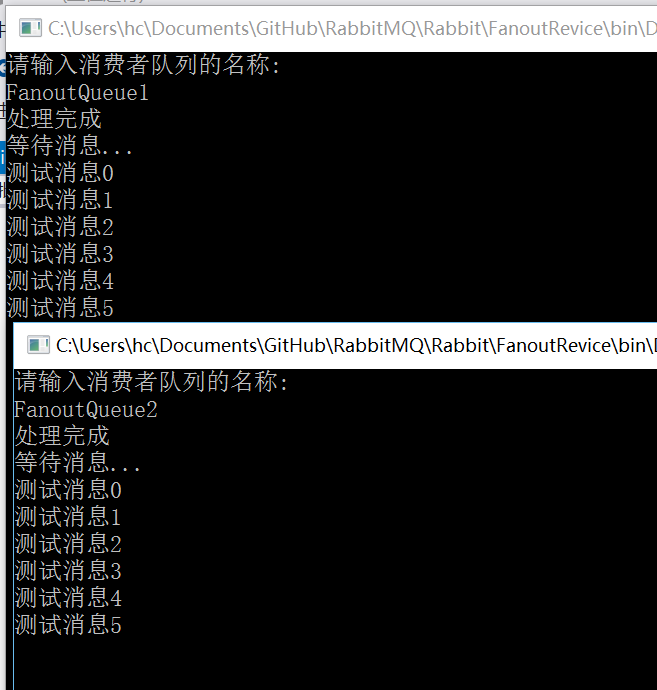 C:\Users\hc\Documents\GitHub\RabbitMQ\Rabbit\FanoutRevice\bin\D
请输入消费者队列的名称:
FanoutQueue1
处理完成
等待消息...
测试消息0
测试消息1
测试消息2
测试消息3
测试消息4
测试消息5
C:\Users\hc\Documents\GitHub\RabbitMQ\Rabbit\FanoutRevice\bin\
请输入消费者队列的名称:
FanoutQueue2
处理完成
等待消息...
测试消息0
测试消息1
测试消息2
测试消息3
测试消息4
测试消息5